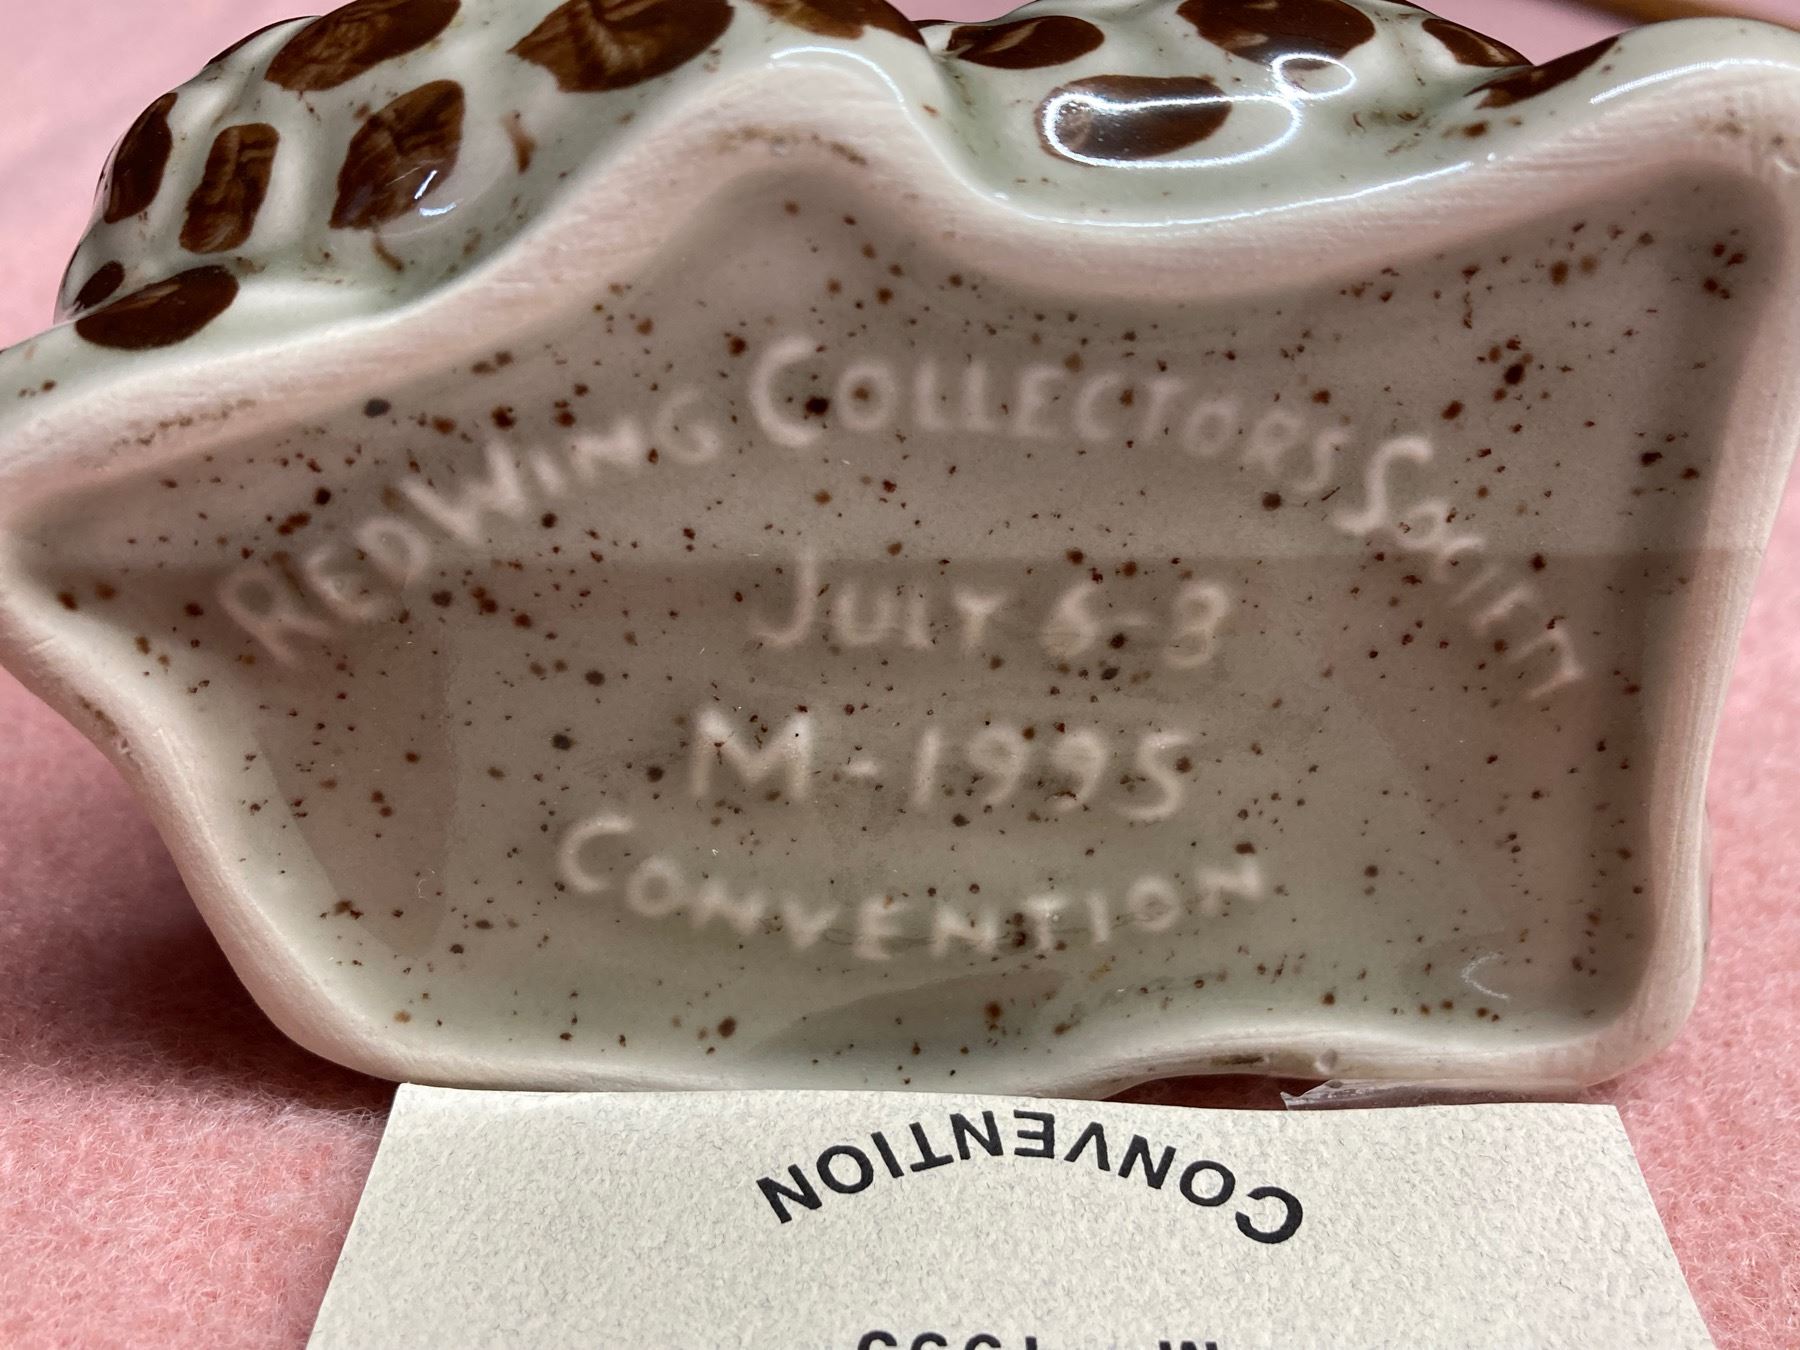 RED WING COLLECTORS SOCIETY
JULY 6-8
M-1995
CONVENTION
CONVENTION